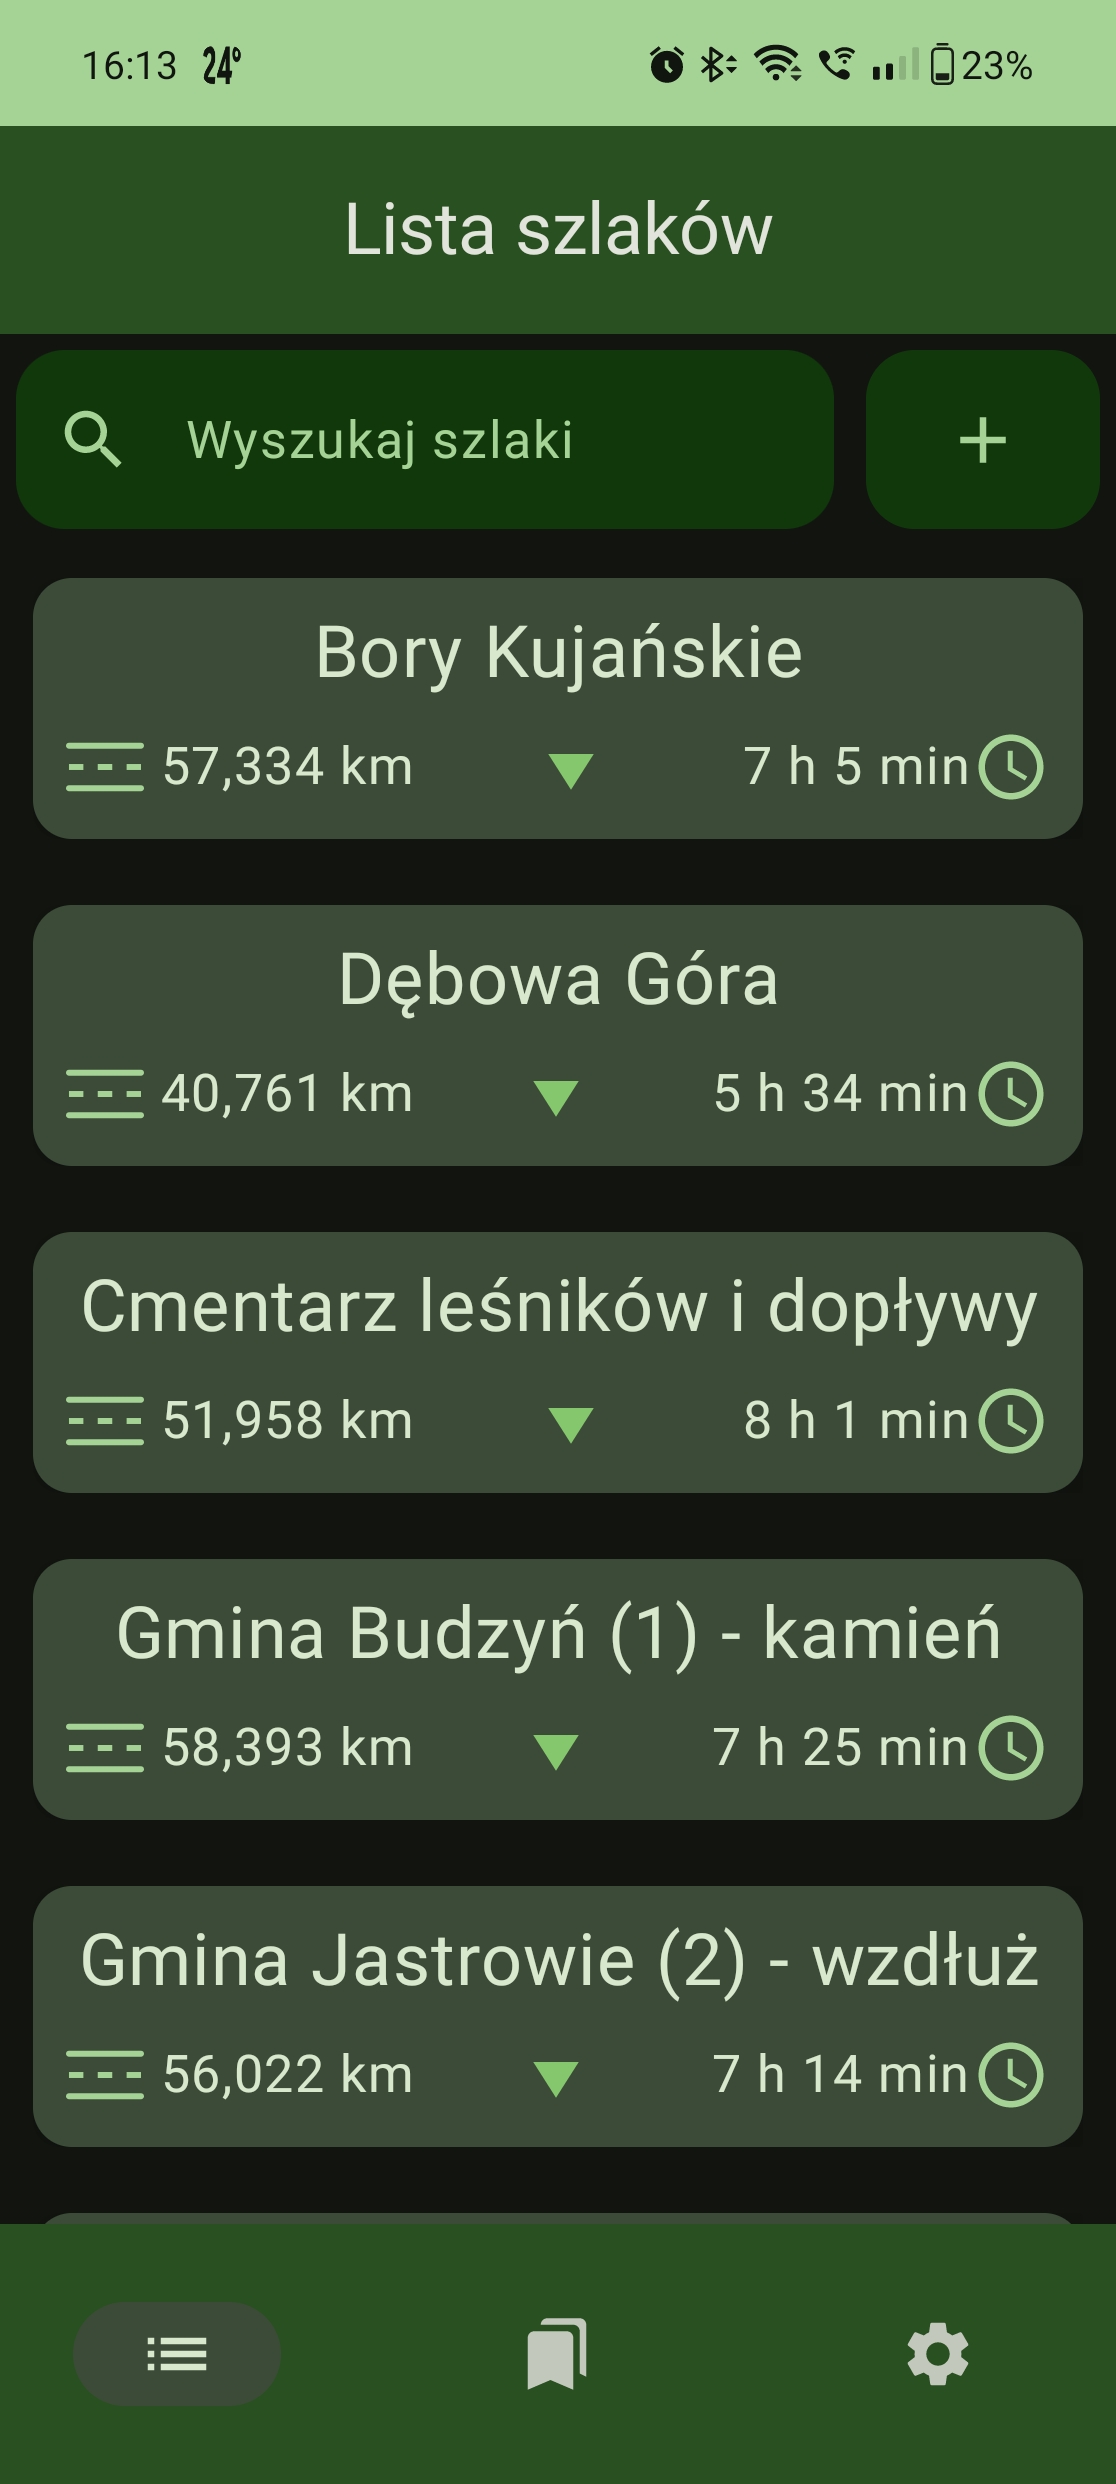 16:13 24° 23%
Lista szlaków
Wyszukaj szlaki
Bory Kujańskie
57,334 km 7 h 5 min
Dębowa Góra
40,761 km 5 h 34 min
Cmentarz leśników i dopływy
51,958 km 8 h 1 min
Gmina Budzyń (1) - kamień
58,393 km 7 h 25 min
Gmina Jastrowie (2) - wzdłuż
56,022 km 7 h 14 min